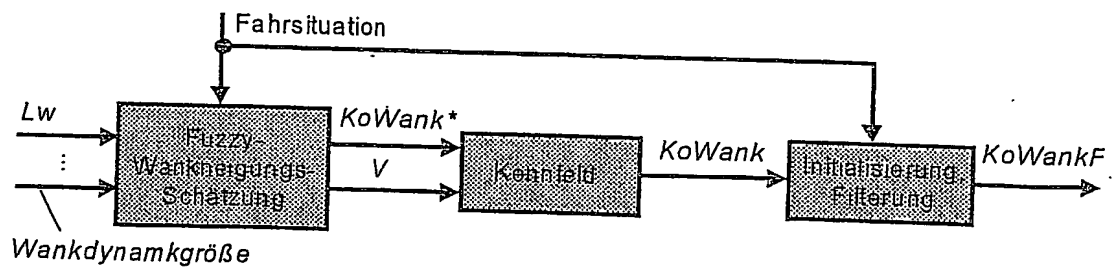 Fahrsituation
Lw
⋮
Wankdynamkgröße
Fuzzy-
Wankneigungs-
Schätzung
KoWank*
V
Kennfeld
KoWank
Initialisierung,
Filterung
KoWankF